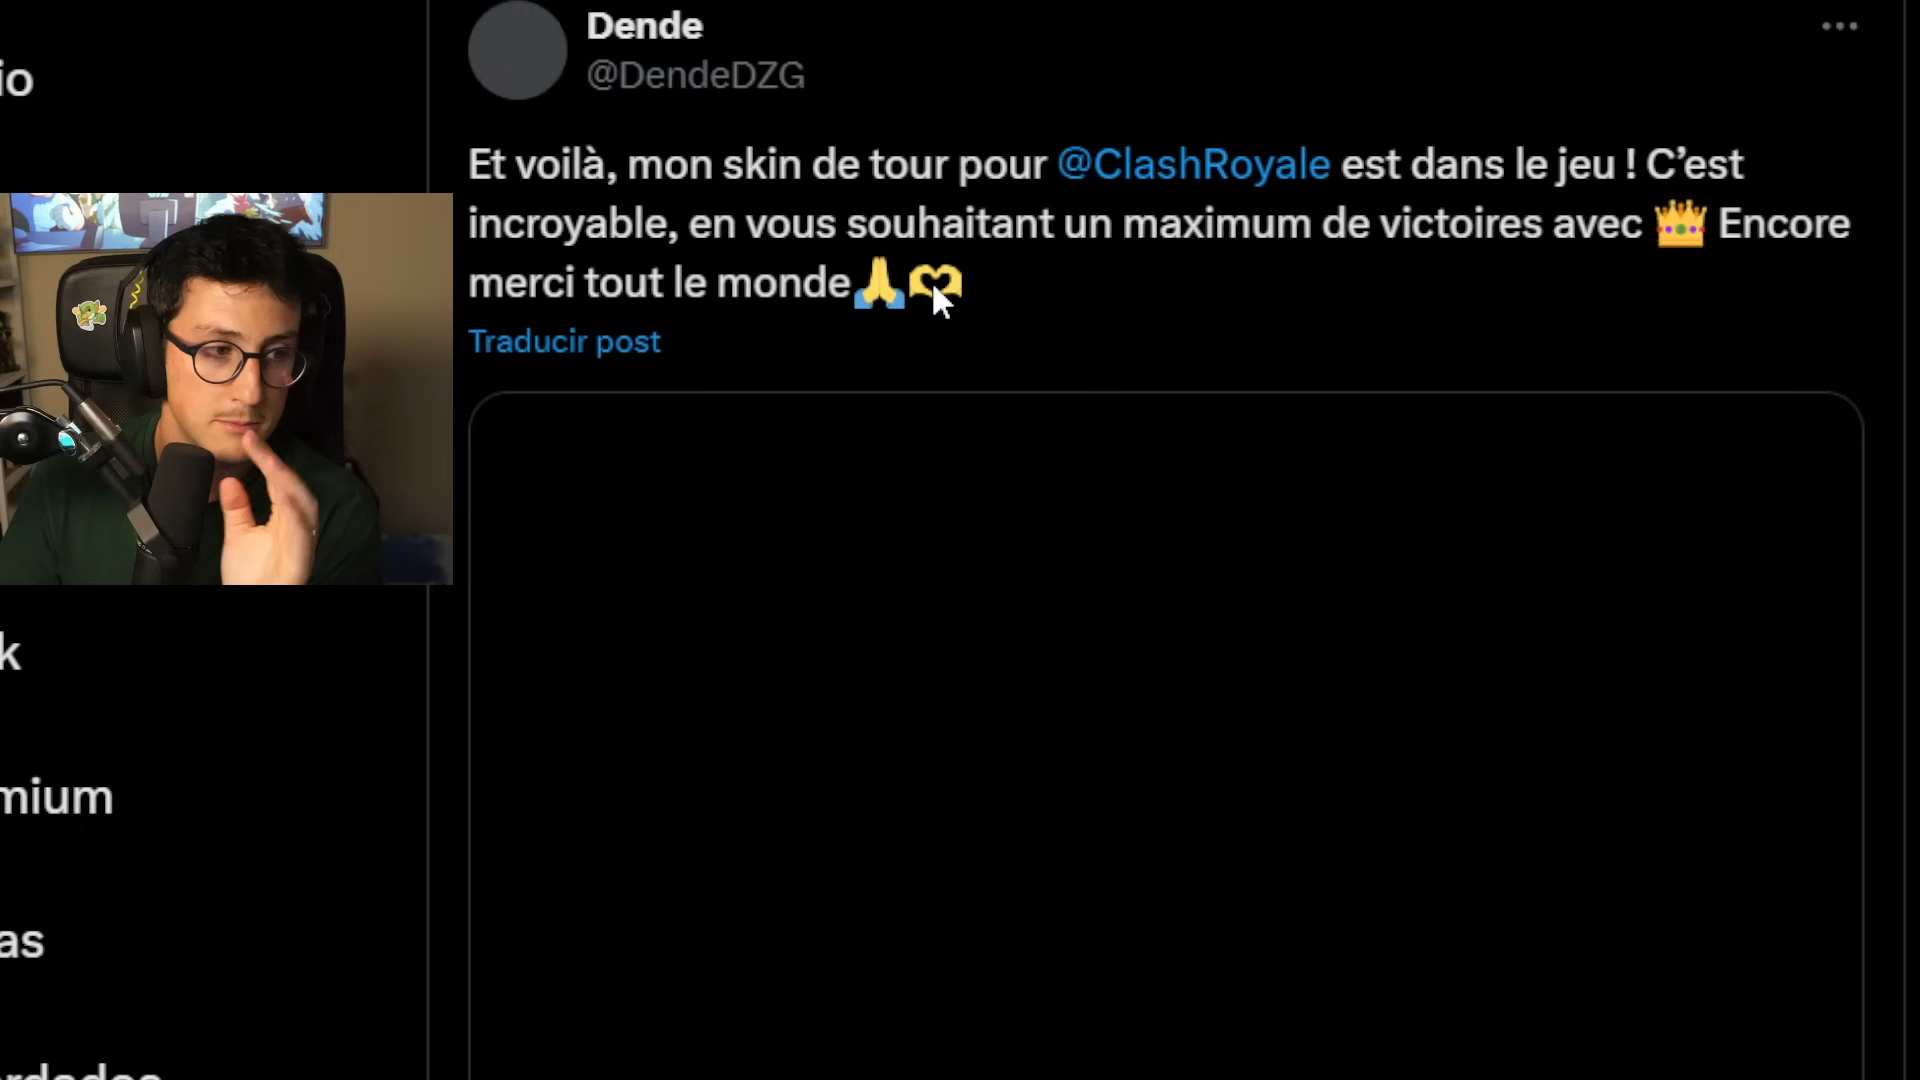 Dende
@DendeDZG
Et voilà, mon skin de tour pour @ClashRoyale est dans le jeu ! C’est
incroyable, en vous souhaitant un maximum de victoires avec 👑 Encore
merci tout le monde🙏🫶
Traducir post
io
k
mium
as